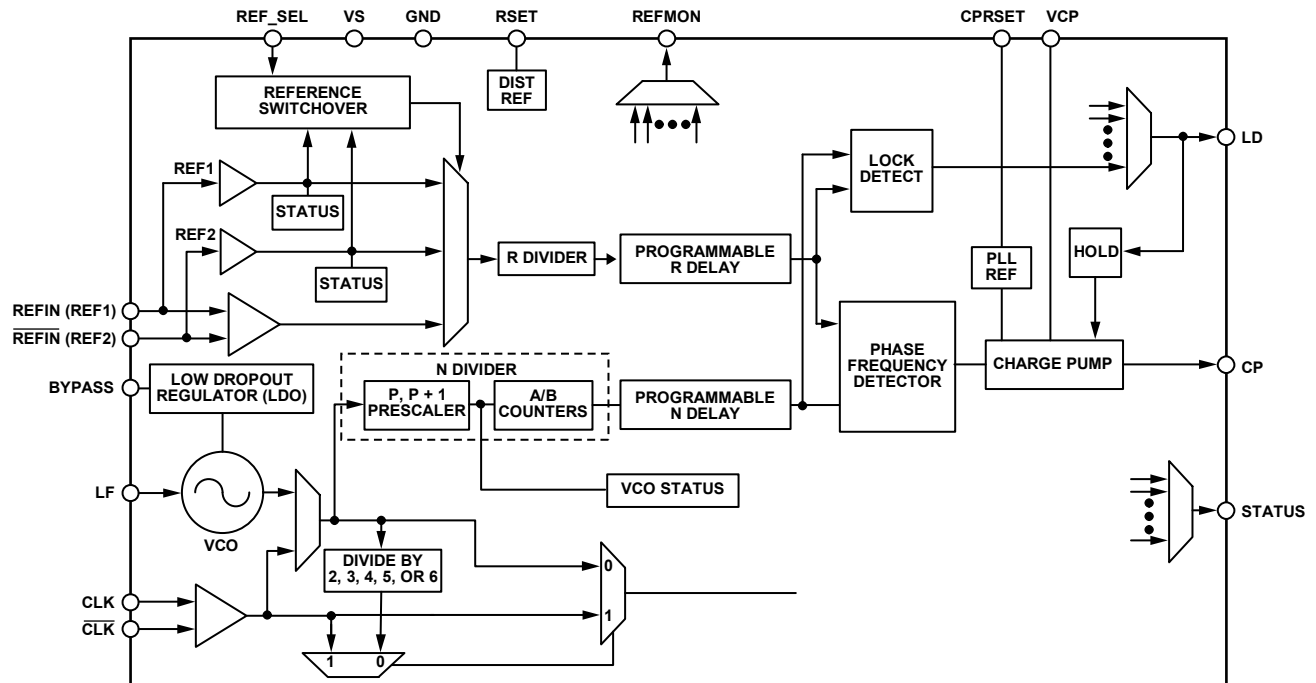 REF_SEL VS GND RSET REFMON CPRSET VCP
DIST
REF
REFERENCE
SWITCHOVER
LD
LOCK
DETECT
REF1
STATUS
REF2
STATUS
R DIVIDER
PROGRAMMABLE
R DELAY
PLL
REF
HOLD
REFIN (REF1)
REFIN (REF2)
PHASE
FREQUENCY
DETECTOR
CHARGE PUMP
CP
BYPASS
LOW DROPOUT
REGULATOR (LDO)
N DIVIDER
P, P + 1
PRESCALER
A/B
COUNTERS
PROGRAMMABLE
N DELAY
LF
VCO
VCO STATUS
STATUS
DIVIDE BY
2, 3, 4, 5, OR 6
0
1
CLK
CLK
1 0